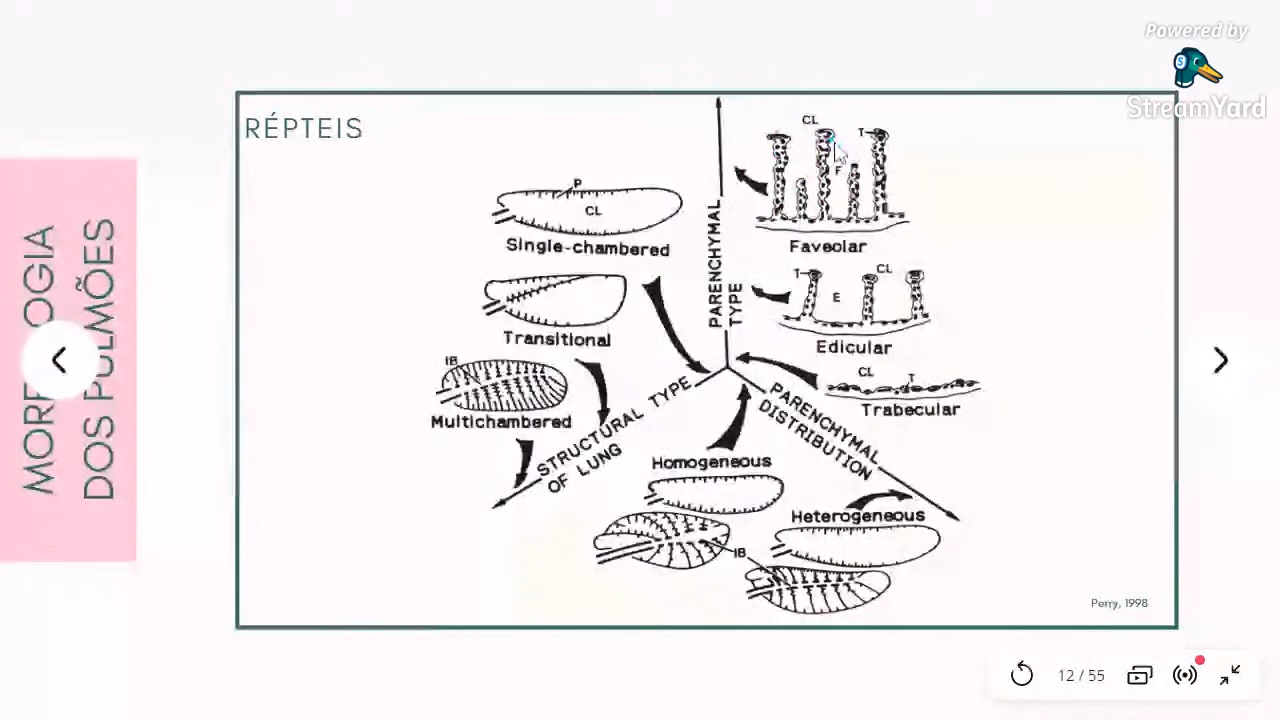 Powered by
StreamYard
MORFOLOGIA
DOS PULMÕES
RÉPTEIS
P
CL
Single-chambered
Transitional
IB
Multichambered
STRUCTURAL TYPE
OF LUNG
PARENCHYMAL
TYPE
CL
T
F
Faveolar
T
CL
E
Edicular
CL
T
Trabecular
PARENCHYMAL
DISTRIBUTION
Homogeneous
Heterogeneous
IB
Perry, 1998
12 / 55